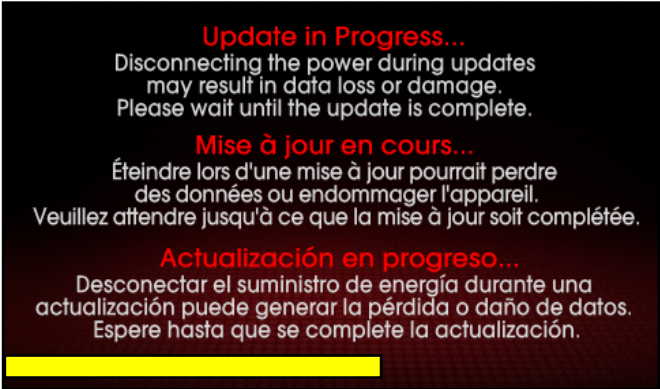 Update in Progress...
Disconnecting the power during updates
may result in data loss or damage.
Please wait until the update is complete.
Mise à jour en cours...
Éteindre lors d'une mise à jour pourrait perdre
des données ou endommager l'appareil.
Veuillez attendre jusqu'à ce que la mise à jour soit complétée.
Actualización en progreso...
Desconectar el suministro de energía durante una
actualización puede generar la pérdida o daño de datos.
Espere hasta que se complete la actualización.